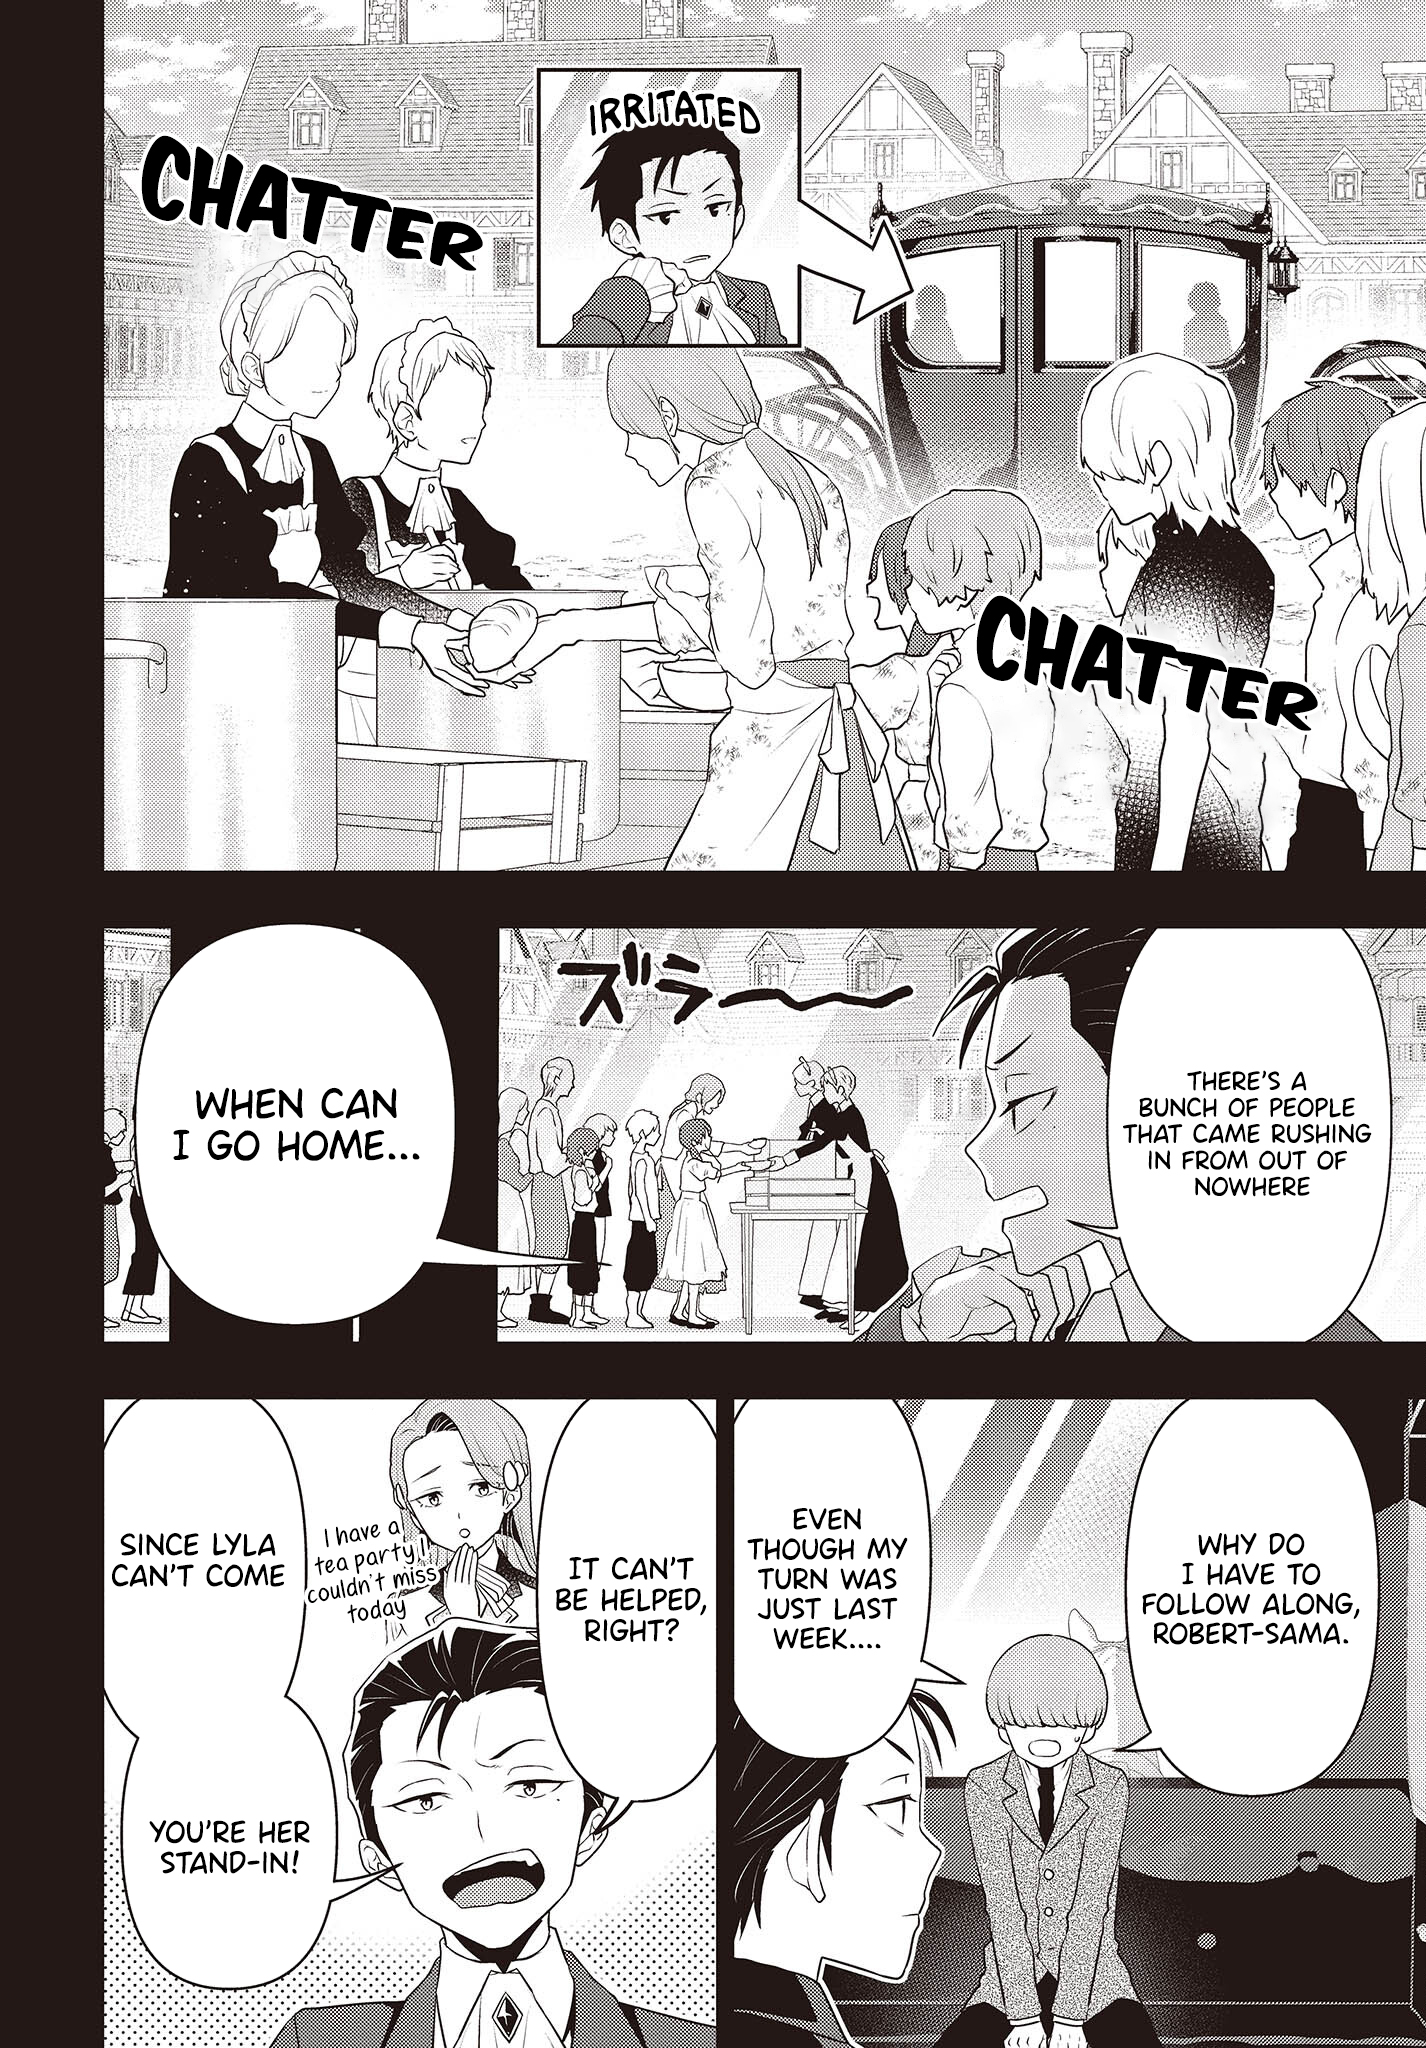 IRRITATED
CHATTER
CHATTER
THERE'S A
BUNCH OF PEOPLE
THAT CAME RUSHING
IN FROM OUT OF
NOWHERE
ズラ〜〜
WHEN CAN
I GO HOME...
WHY DO
I HAVE TO
FOLLOW ALONG,
ROBERT-SAMA.
EVEN
THOUGH MY
TURN WAS
JUST LAST
WEEK....
IT CAN'T
BE HELPED,
RIGHT?
I have a
tea party I
couldn't miss
today
SINCE LYLA
CAN'T COME
YOU'RE HER
STAND-IN!